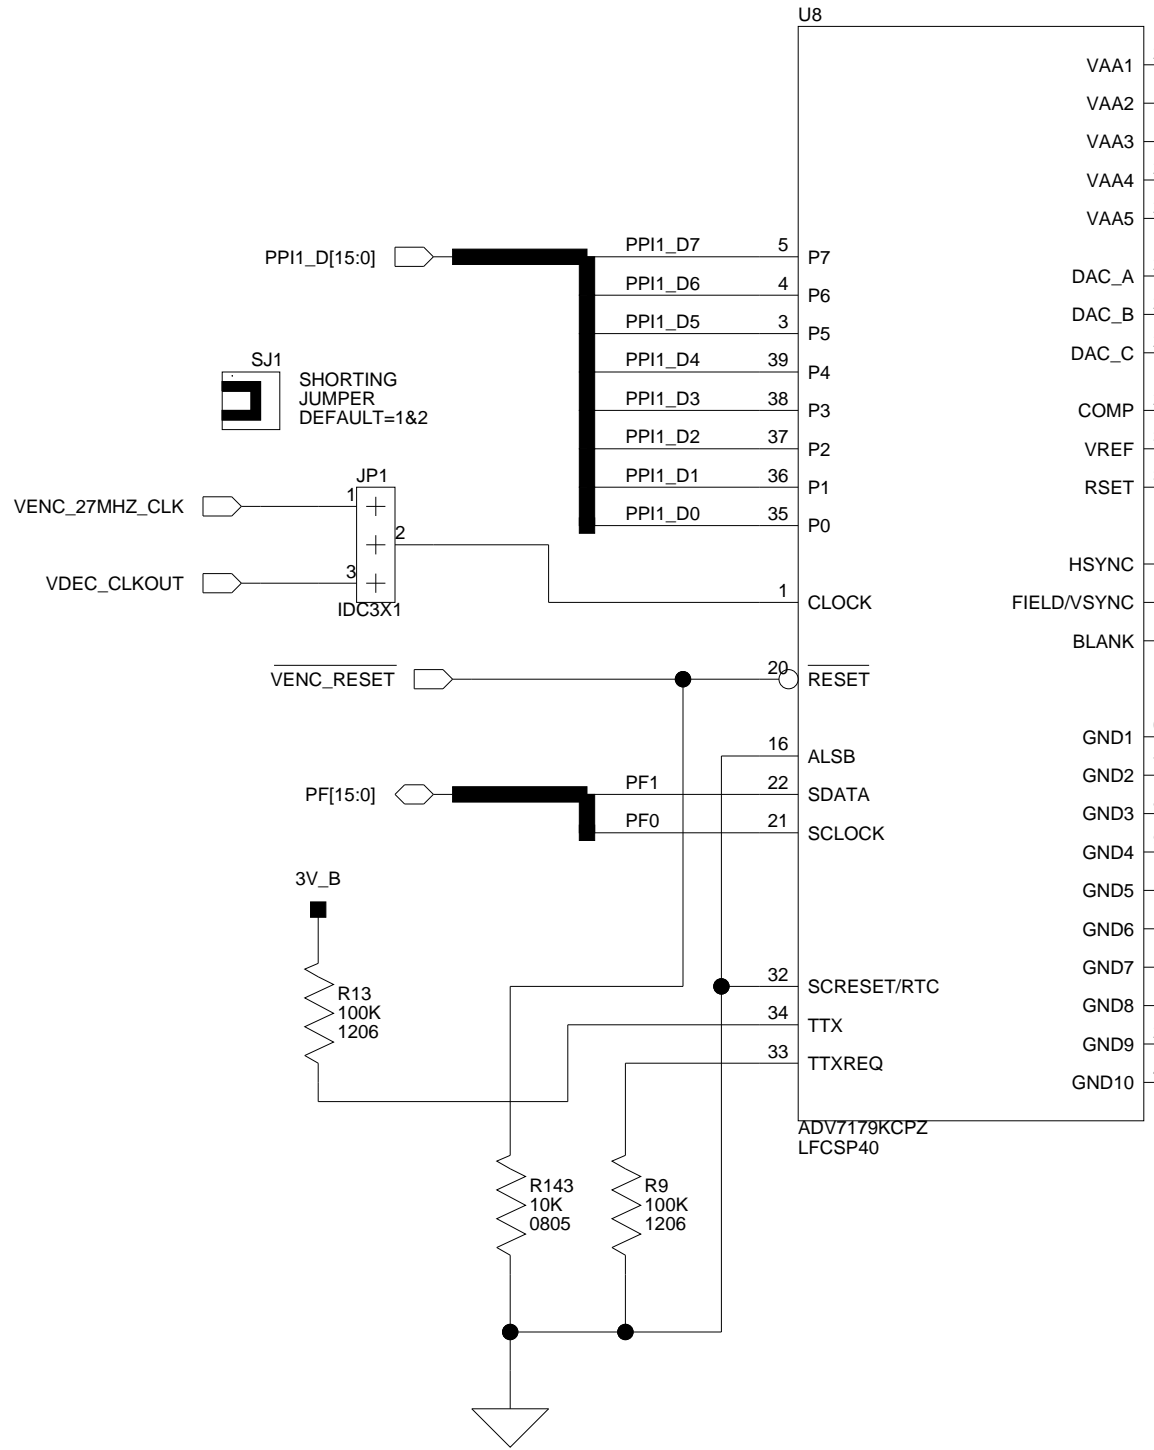 U8
VAA1
VAA2
VAA3
VAA4
VAA5
PPI1_D[15:0]
PPI1_D7
5
P7
PPI1_D6
4
P6
DAC_A
PPI1_D5
3
P5
DAC_B
PPI1_D4
39
P4
DAC_C
SJ1
SHORTING
JUMPER
DEFAULT=1&2
PPI1_D3
38
P3
COMP
PPI1_D2
37
P2
VREF
PPI1_D1
36
P1
RSET
PPI1_D0
35
P0
JP1
VENC_27MHZ_CLK
1
2
VDEC_CLKOUT
3
IDC3X1
HSYNC
1
CLOCK
FIELD/VSYNC
BLANK
VENC_RESET
20
RESET
GND1
16
ALSB
GND2
PF[15:0]
PF1
22
SDATA
GND3
PF0
21
SCLOCK
GND4
3V_B
GND5
GND6
GND7
R13
100K
1206
32
SCRESET/RTC
GND8
34
TTX
GND9
33
TTXREQ
GND10
ADV7179KCPZ
LFCSP40
R143
10K
0805
R9
100K
1206